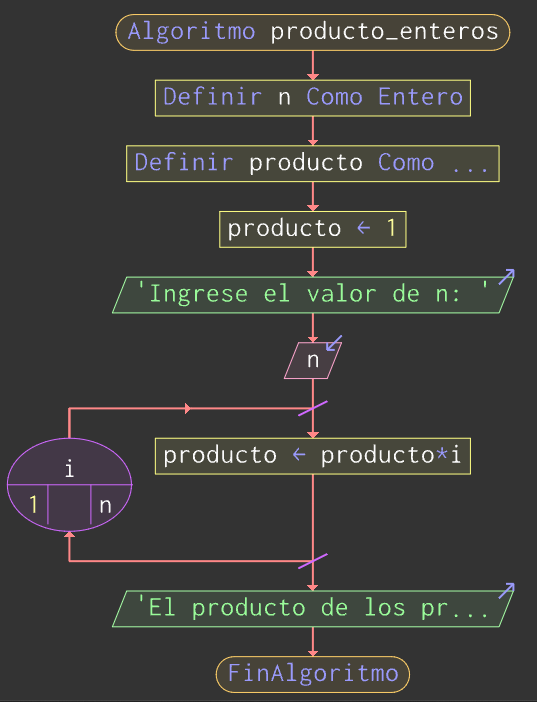 Algoritmo producto_enteros
Definir n Como Entero
Definir producto Como ...
producto ← 1
'Ingrese el valor de n: '
n
i
1 n
producto ← producto*i
'El producto de los pr...
FinAlgoritmo